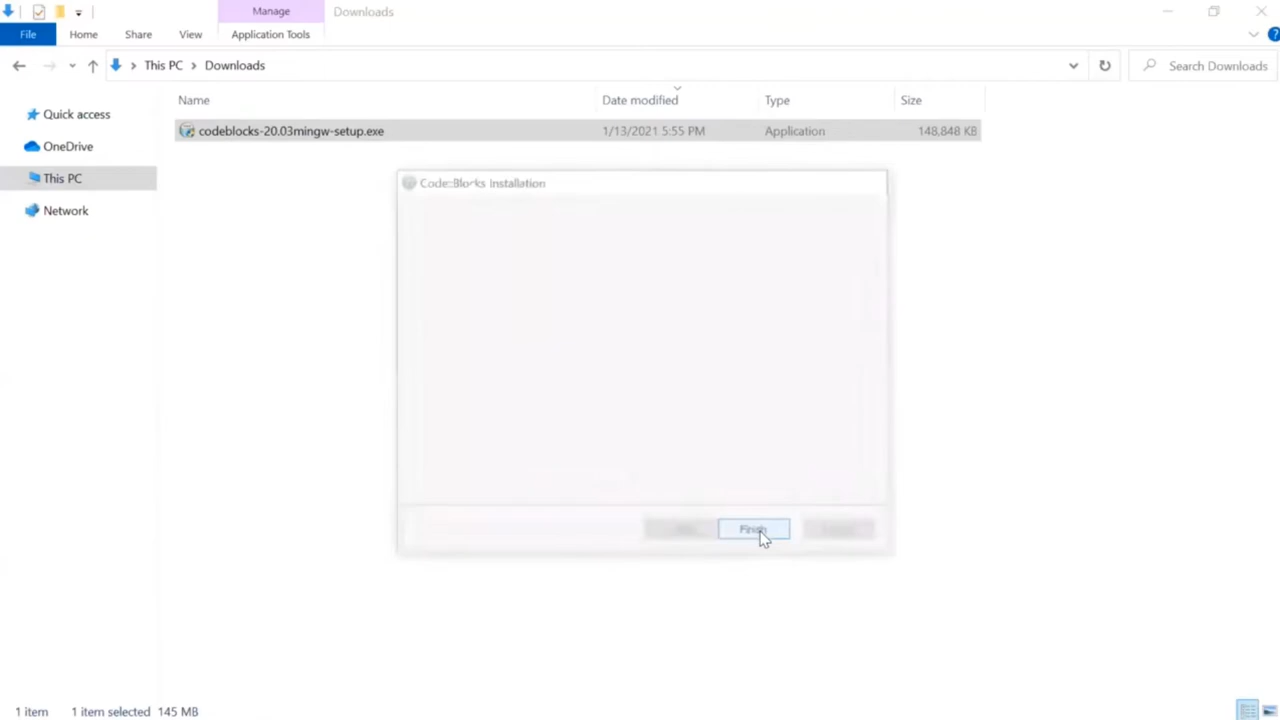 Manage
Downloads
File
Home
Share
View
Application Tools
This PC
Downloads
Search Downloads
Name
Date modified
Type
Size
Quick access
codeblocks-20.03mingw-setup.exe
1/13/2021 5:55 PM
Application
148,848 KB
OneDrive
This PC
Network
Code::Blocks Installation
Finish
1 item
1 item selected
145 MB